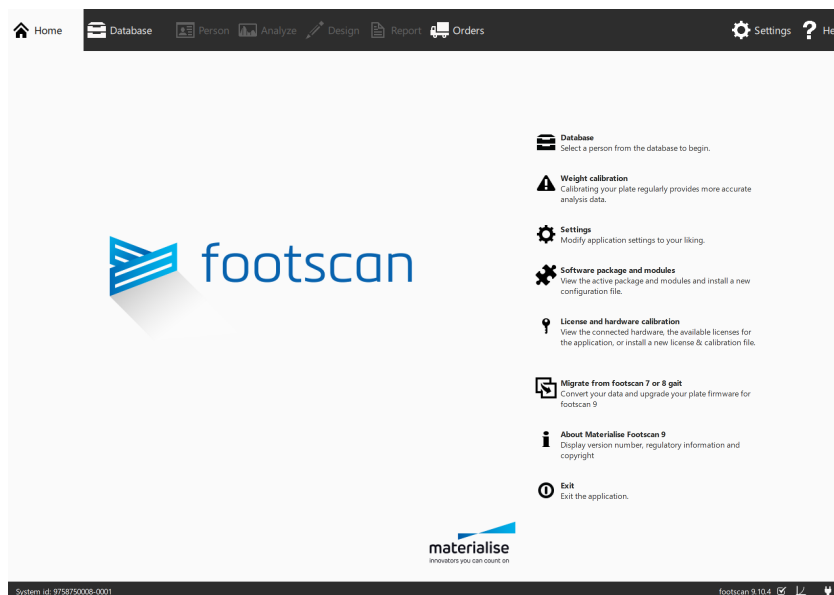 Home Database Person Analyze Design Report Orders Settings ? He
Database
Select a person from the database to begin.
Weight calibration
Calibrating your plate regularly provides more accurate
analysis data.
Settings
Modify application settings to your liking.
footscan
Software package and modules
View the active package and modules and install a new
configuration file.
License and hardware calibration
View the connected hardware, the available licenses for
the application, or install a new license & calibration file.
Migrate from footscan 7 or 8 gait
Convert your data and upgrade your plate firmware for
footscan 9
About Materialise Footscan 9
Display version number, regulatory information and
copyright
Exit
Exit the application.
materialise
innovators you can count on
System id: 9758750008-0001 footscan 9.10.4